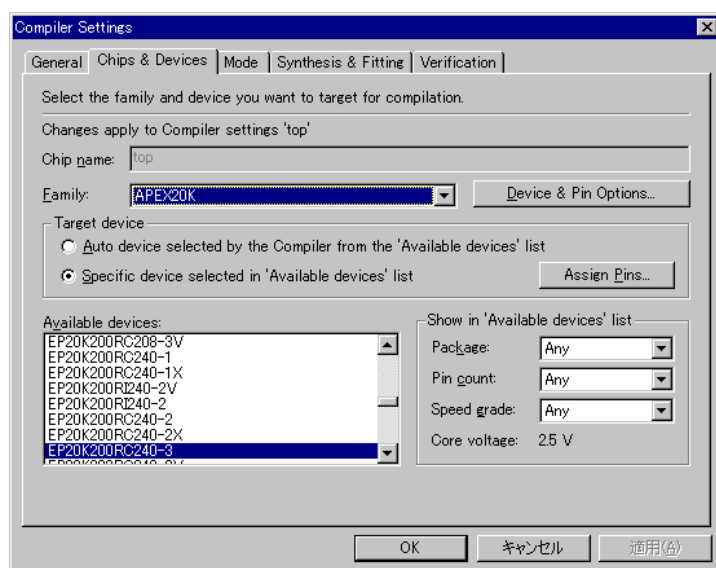 Compiler Settings
General Chips & Devices Mode Synthesis & Fitting Verification
Select the family and device you want to target for compilation.
Changes apply to Compiler settings 'top'
Chip name: top
Family: APEX20K Device & Pin Options...
Target device
Auto device selected by the Compiler from the 'Available devices' list
Specific device selected in 'Available devices' list Assign Pins...
Available devices:
EP20K200RC208-3V
EP20K200RC240-1
EP20K200RC240-1X
EP20K200RI240-2V
EP20K200RI240-2
EP20K200RC240-2
EP20K200RC240-2X
EP20K200RC240-3
Show in 'Available devices' list
Package: Any
Pin count: Any
Speed grade: Any
Core voltage: 2.5 V
OK キャンセル 適用(A)